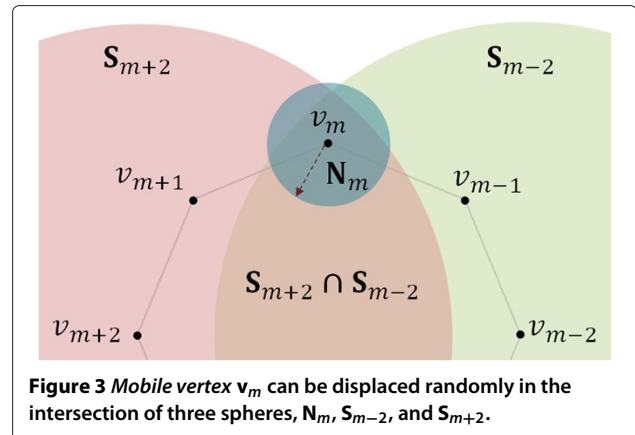 S_{m+2} S_{m−2}
v_m
v_{m+1} N_m v_{m−1}
S_{m+2} ∩ S_{m−2}
v_{m+2} v_{m−2}
Figure 3 Mobile vertex v_m can be displaced randomly in the
intersection of three spheres, N_m, S_{m−2}, and S_{m+2}.